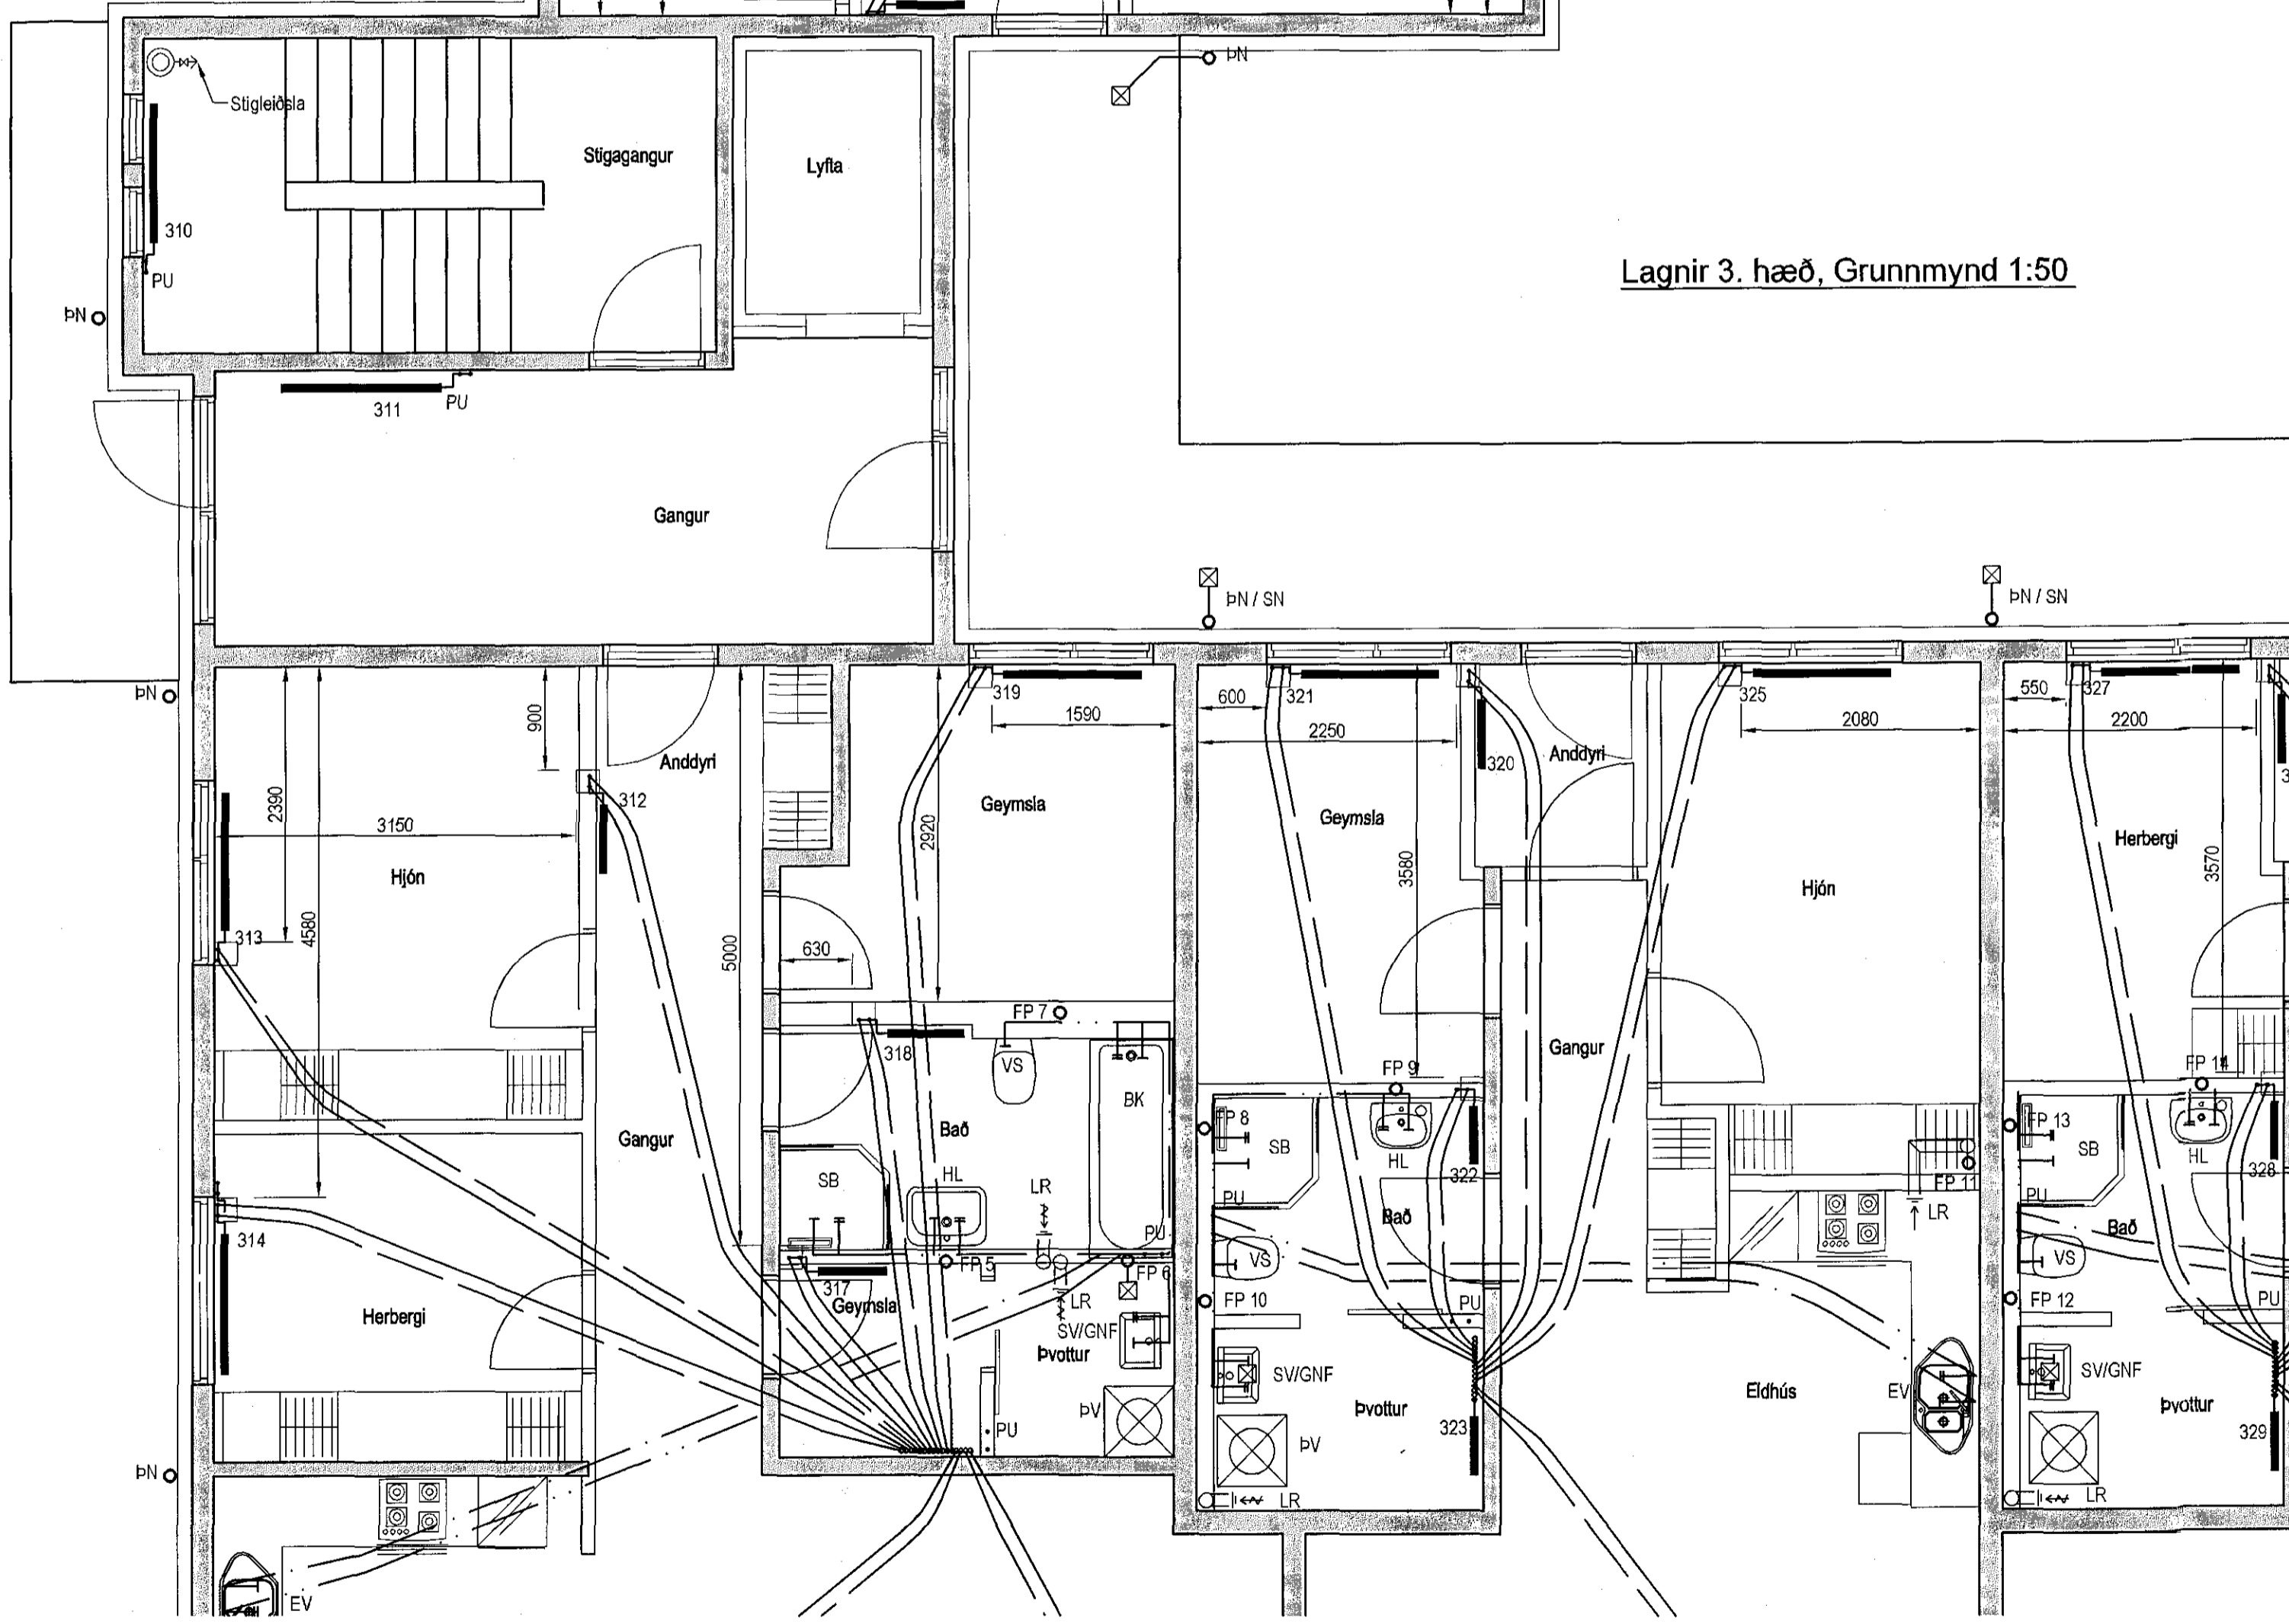 ÞN
Stigleiðsla
Stigagangur
Lyfta
310
PU
Lagnir 3. hæð, Grunnmynd 1:50
ÞN
311
PU
Gangur
ÞN / SN
ÞN / SN
ÞN
900
319
1590
600
321
2250
325
2080
550
327
2200
Anddyri
320
Anddyri
2390
312
3150
Geymsla
Geymsla
2920
Herbergi
Hjón
3580
Hjón
3570
313
4580
5000
630
FP 7
318
VS
Gangur
FP 9
FP 14
BK
Gangur
Bað
FP 8
SB
HL
322
FP 13
SB
HL
328
SB
HL
LR
FP 11
PU
Bað
LR
PU
Bað
314
PU
VS
VS
317
FP 5
FP 6
Geymsla
LR
FP 10
PU
FP 12
PU
Herbergi
SV/GNF
Þvottur
SV/GNF
SV/GNF
Eldhús
EV
ÞV
Þvottur
Þvottur
PU
323
329
ÞV
ÞN
LR
LR
EV